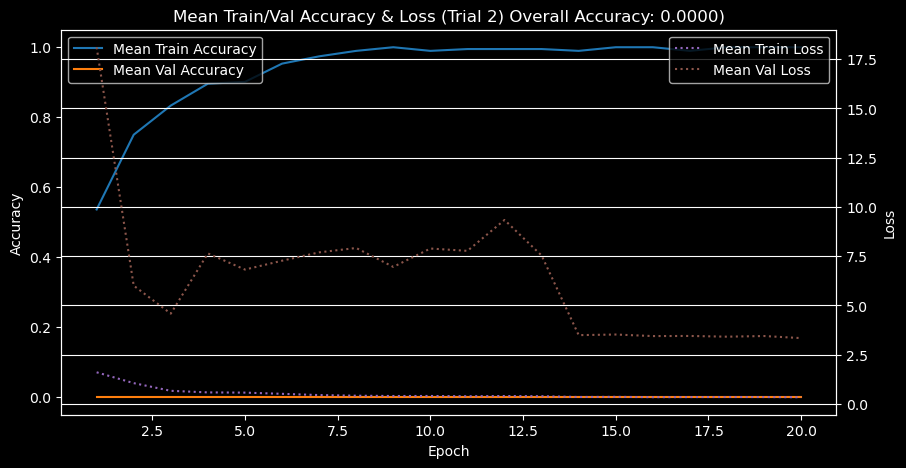 Mean Train/Val Accuracy & Loss (Trial 2) Overall Accuracy: 0.0000)
Mean Train Accuracy
Mean Val Accuracy
Mean Train Loss
Mean Val Loss
1.0
0.8
0.6
0.4
0.2
0.0
Accuracy
17.5
15.0
12.5
10.0
7.5
5.0
2.5
0.0
Loss
2.5 5.0 7.5 10.0 12.5 15.0 17.5 20.0
Epoch